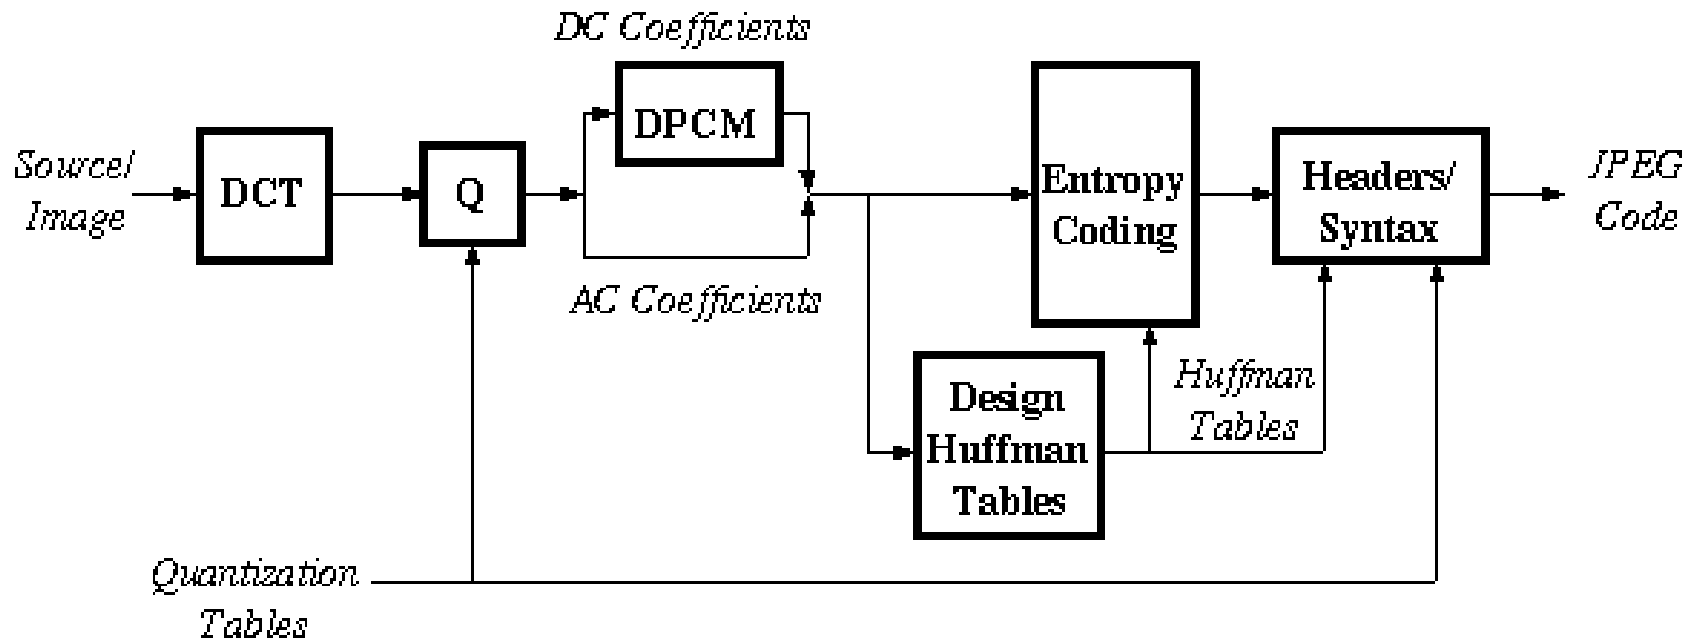 DC Coefficients
DPCM
Source/
Image
DCT
Q
AC Coefficients
Entropy
Coding
Headers/
Syntax
JPEG
Code
Design
Huffman
Tables
Huffman
Tables
Quantization
Tables